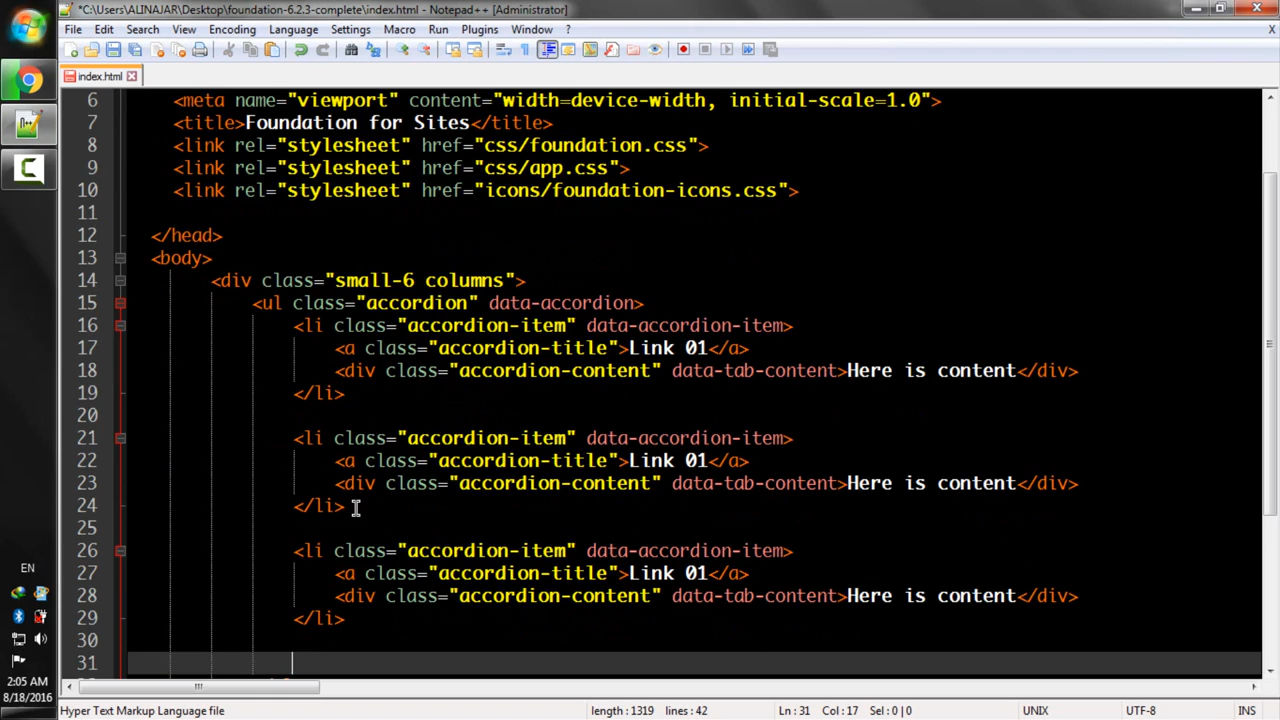 *C:\Users\ALINAJAR\Desktop\foundation-6.2.3-complete\index.html - Notepad++ [Administrator]
File Edit Search View Encoding Language Settings Macro Run Plugins Window ? X
index.html
6 <meta name="viewport" content="width=device-width, initial-scale=1.0">
7 <title>Foundation for Sites</title>
8 <link rel="stylesheet" href="css/foundation.css">
9 <link rel="stylesheet" href="css/app.css">
10 <link rel="stylesheet" href="icons/foundation-icons.css">
11
12 </head>
13 <body>
14 <div class="small-6 columns">
15 <ul class="accordion" data-accordion>
16 <li class="accordion-item" data-accordion-item>
17 <a class="accordion-title">Link 01</a>
18 <div class="accordion-content" data-tab-content>Here is content</div>
19 </li>
20
21 <li class="accordion-item" data-accordion-item>
22 <a class="accordion-title">Link 01</a>
23 <div class="accordion-content" data-tab-content>Here is content</div>
24 </li>
25
26 <li class="accordion-item" data-accordion-item>
27 <a class="accordion-title">Link 01</a>
28 <div class="accordion-content" data-tab-content>Here is content</div>
29 </li>
30
31
EN
2:05 AM
8/18/2016
Hyper Text Markup Language file length : 1319 lines : 42 Ln : 31 Col : 17 Sel : 0 | 0 UNIX UTF-8 INS